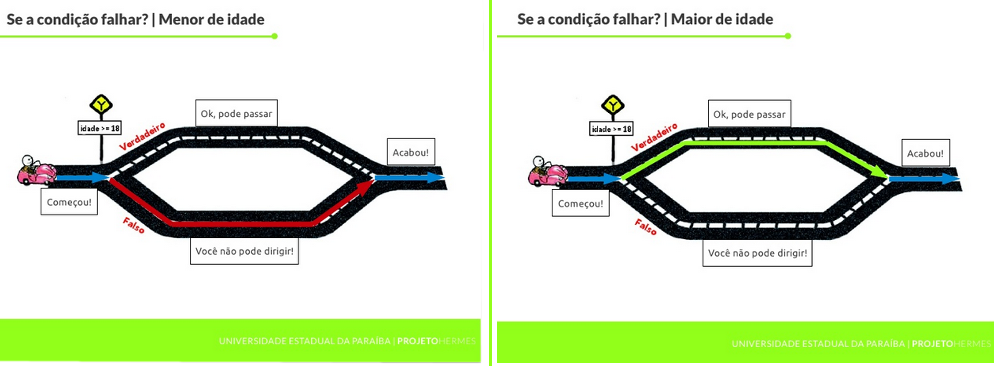 Se a condição falhar? | Menor de idade
Y
idade >= 18
Verdadeiro
Ok, pode passar
Acabou!
Começou!
Falso
Você não pode dirigir!
UNIVERSIDADE ESTADUAL DA PARAÍBA | PROJETOHERMES
Se a condição falhar? | Maior de idade
Y
idade >= 18
Verdadeiro
Ok, pode passar
Acabou!
Começou!
Falso
Você não pode dirigir!
UNIVERSIDADE ESTADUAL DA PARAÍBA | PROJETOHERMES